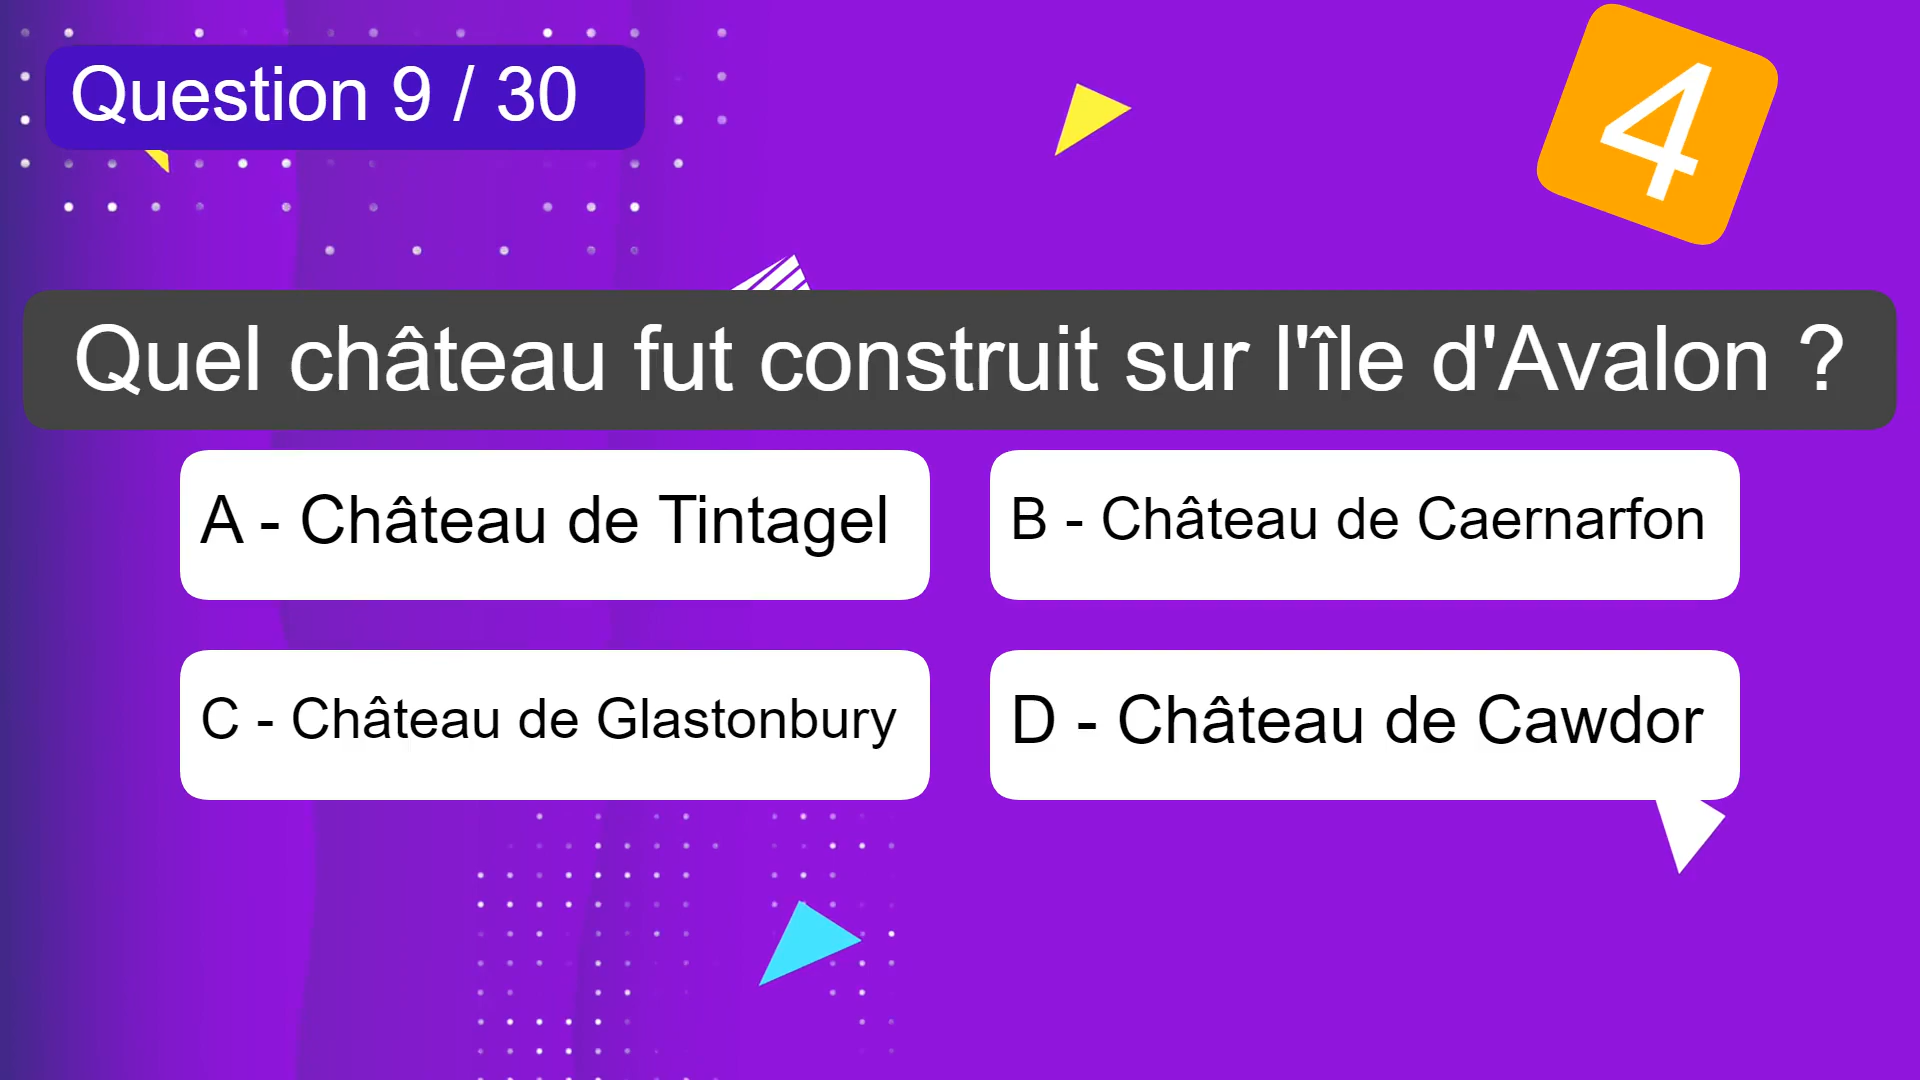 Question 9 / 30
4
Quel château fut construit sur l'île d'Avalon ?
A - Château de Tintagel
B - Château de Caernarfon
C - Château de Glastonbury
D - Château de Cawdor